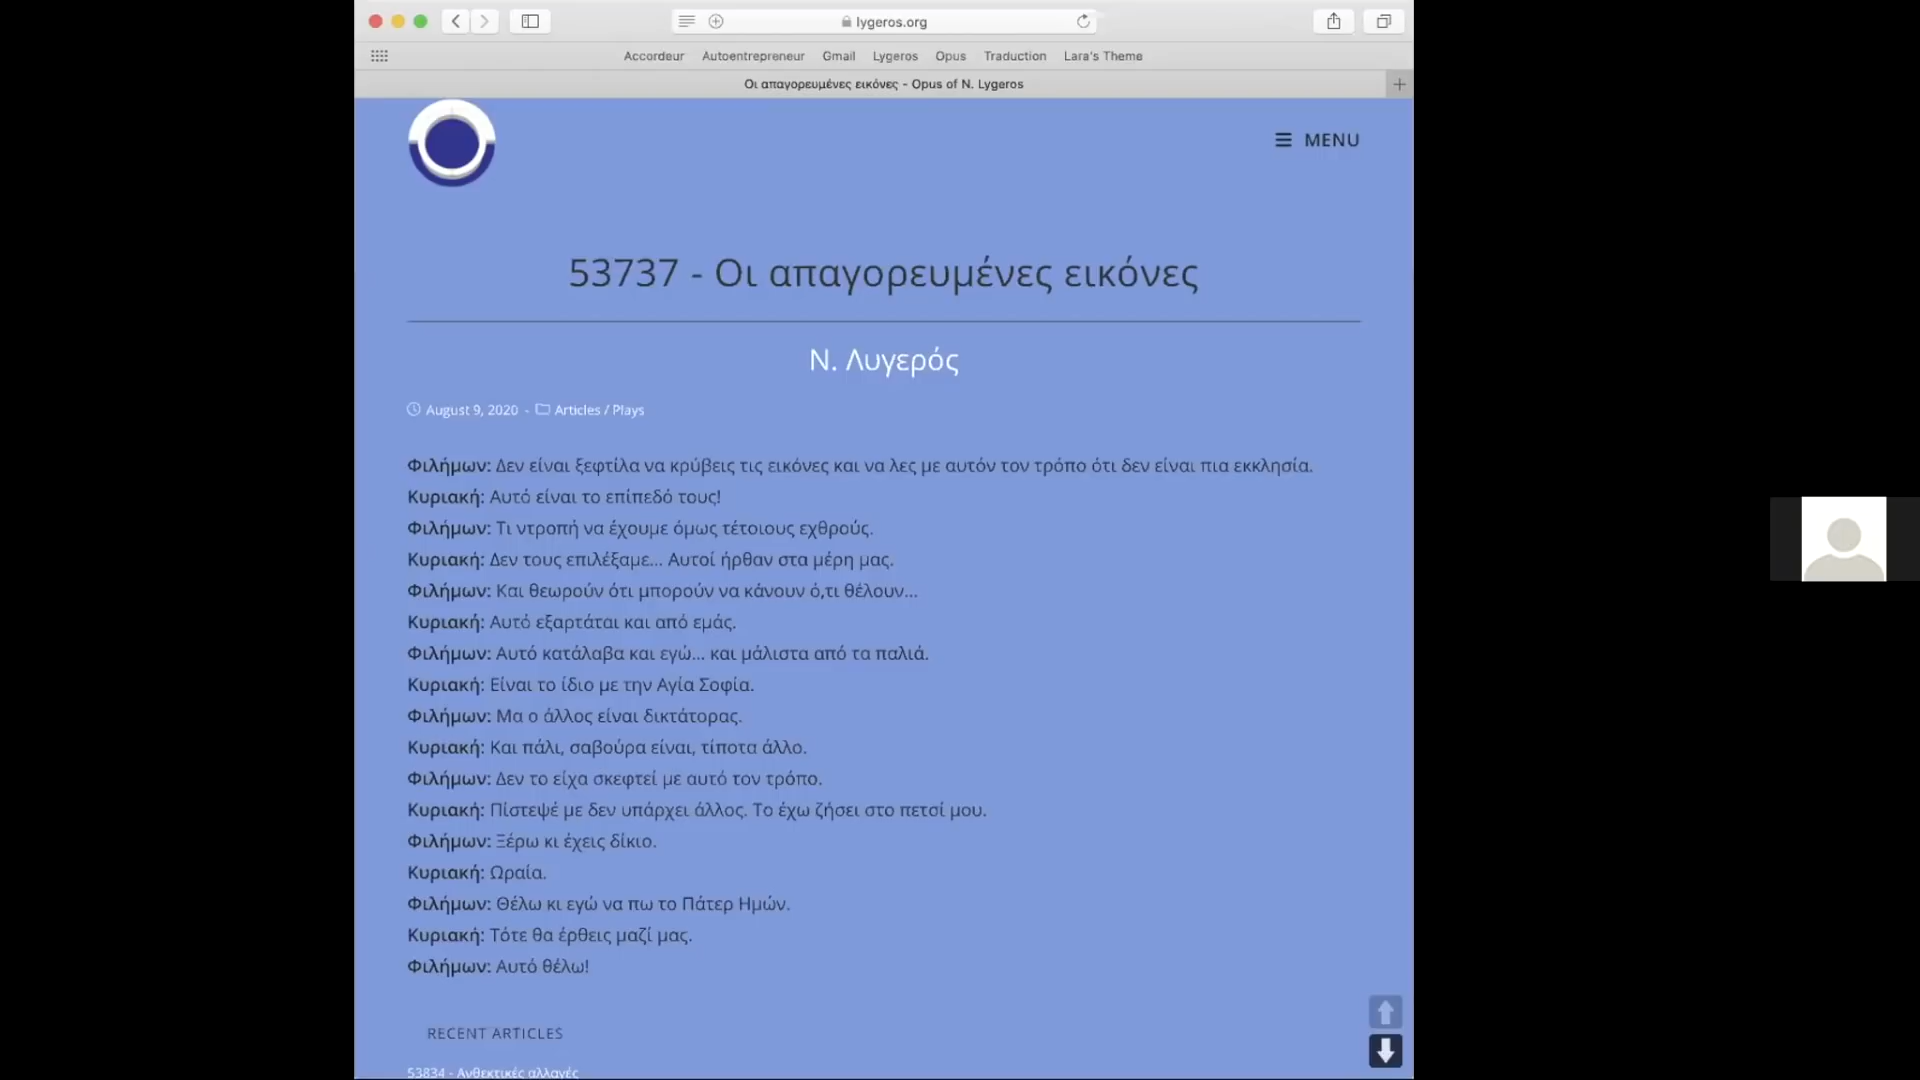 lygeros.org
Accordeur Autoentrepreneur Gmail Lygeros Opus Traduction Lara's Theme
Οι απαγορευμένες εικόνες - Opus of N. Lygeros
MENU
53737 - Οι απαγορευμένες εικόνες
Ν. Λυγερός
August 9, 2020 - Articles / Plays
Φιλήμων: Δεν είναι ξεφτίλα να κρύβεις τις εικόνες και να λες με αυτόν τον τρόπο ότι δεν είναι πια εκκλησία.
Κυριακή: Αυτό είναι το επίπεδό τους!
Φιλήμων: Τι ντροπή να έχουμε όμως τέτοιους εχθρούς.
Κυριακή: Δεν τους επιλέξαμε... Αυτοί ήρθαν στα μέρη μας.
Φιλήμων: Και θεωρούν ότι μπορούν να κάνουν ό,τι θέλουν...
Κυριακή: Αυτό εξαρτάται και από εμάς.
Φιλήμων: Αυτό κατάλαβα και εγώ... και μάλιστα από τα παλιά.
Κυριακή: Είναι το ίδιο με την Αγία Σοφία.
Φιλήμων: Μα ο άλλος είναι δικτάτορας.
Κυριακή: Και πάλι, σαβούρα είναι, τίποτα άλλο.
Φιλήμων: Δεν το είχα σκεφτεί με αυτό τον τρόπο.
Κυριακή: Πίστεψέ με δεν υπάρχει άλλος. Το έχω ζήσει στο πετσί μου.
Φιλήμων: Ξέρω κι έχεις δίκιο.
Κυριακή: Ωραία.
Φιλήμων: Θέλω κι εγώ να πω το Πάτερ Ημών.
Κυριακή: Τότε θα έρθεις μαζί μας.
Φιλήμων: Αυτό θέλω!
RECENT ARTICLES
53834 - Ανθεκτικές αλλαγές